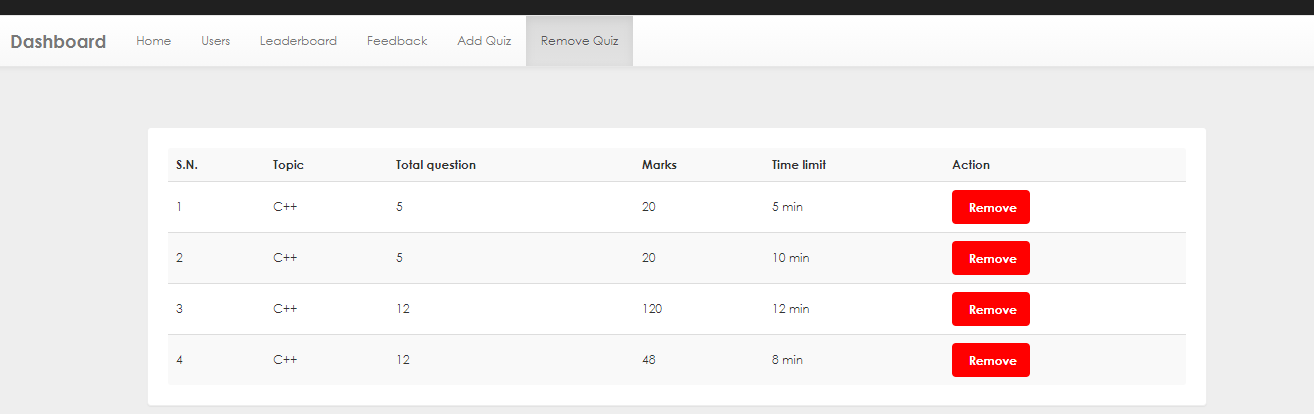 Dashboard Home Users Leaderboard Feedback Add Quiz Remove Quiz
S.N. Topic Total question Marks Time limit Action
1 C++ 5 20 5 min Remove
2 C++ 5 20 10 min Remove
3 C++ 12 120 12 min Remove
4 C++ 12 48 8 min Remove